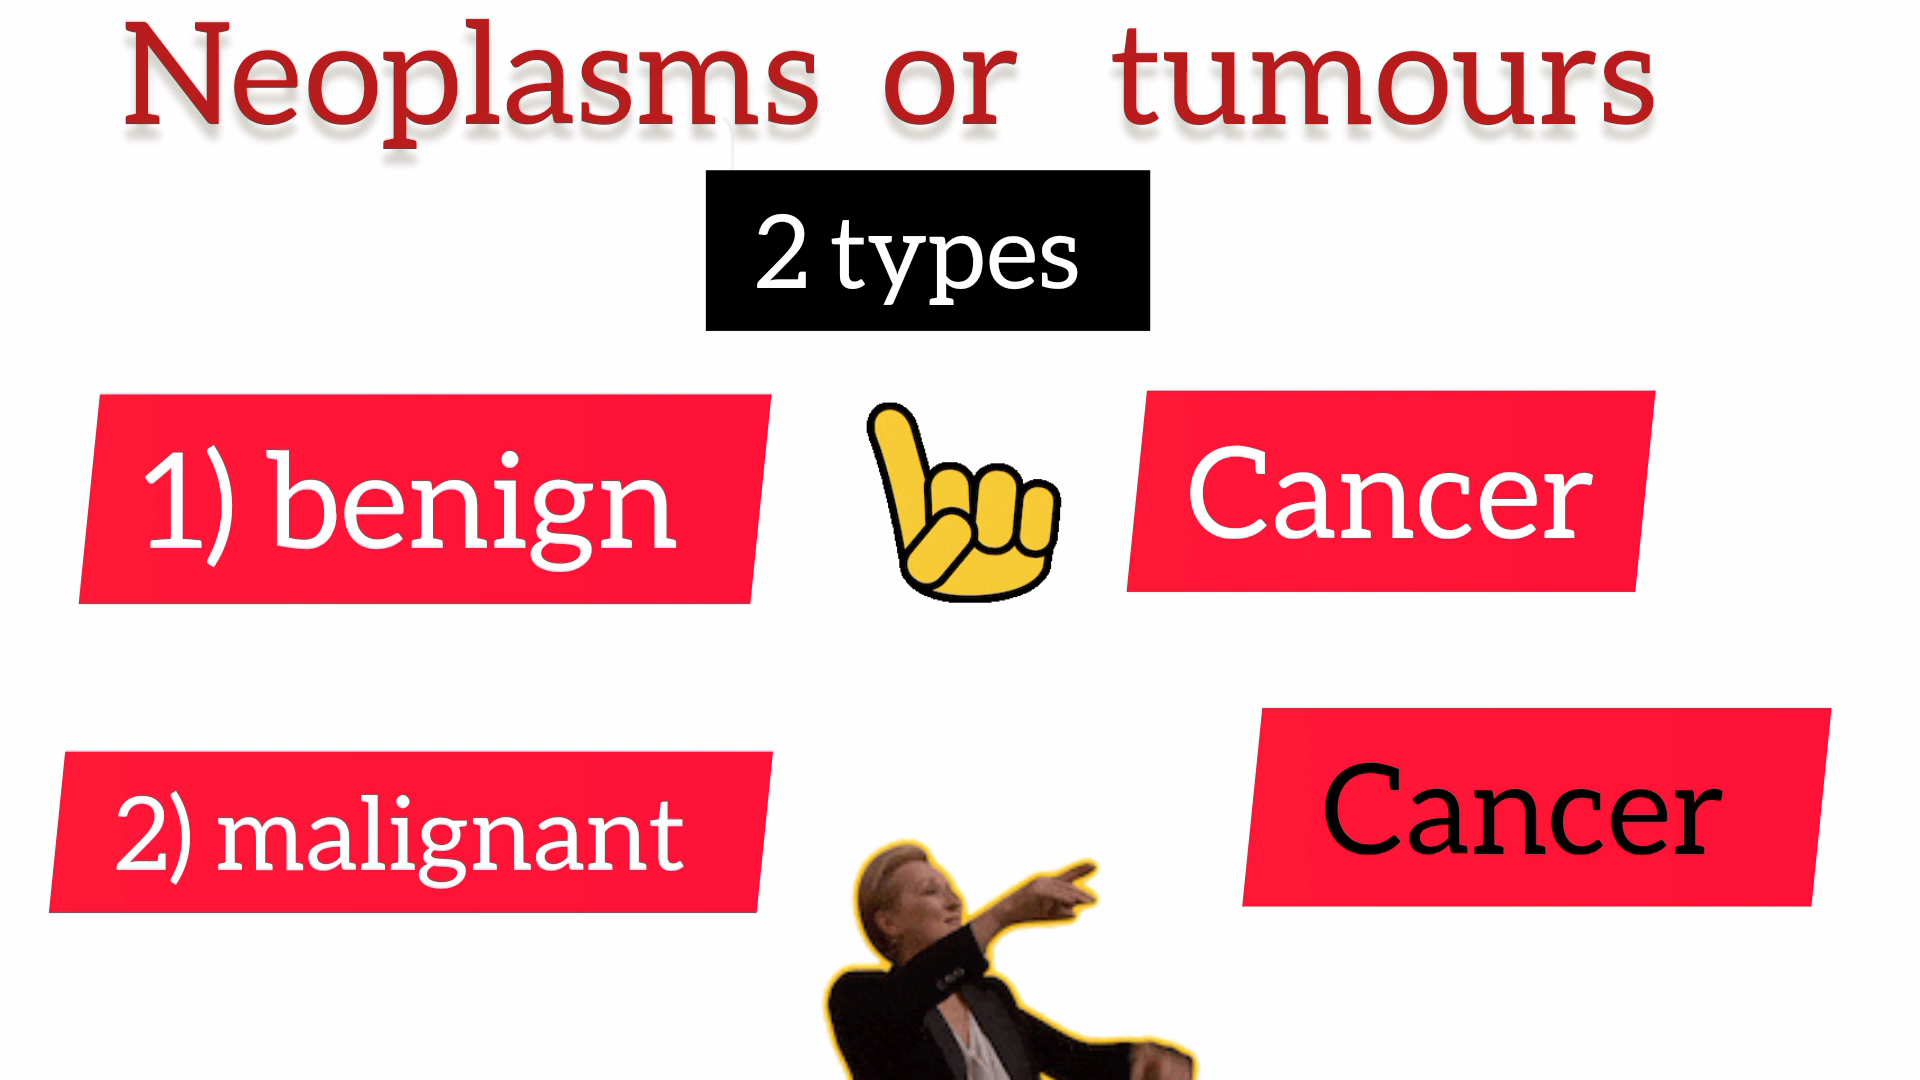 Neoplasms or tumours
2 types
1) benign
Cancer
2) malignant
Cancer